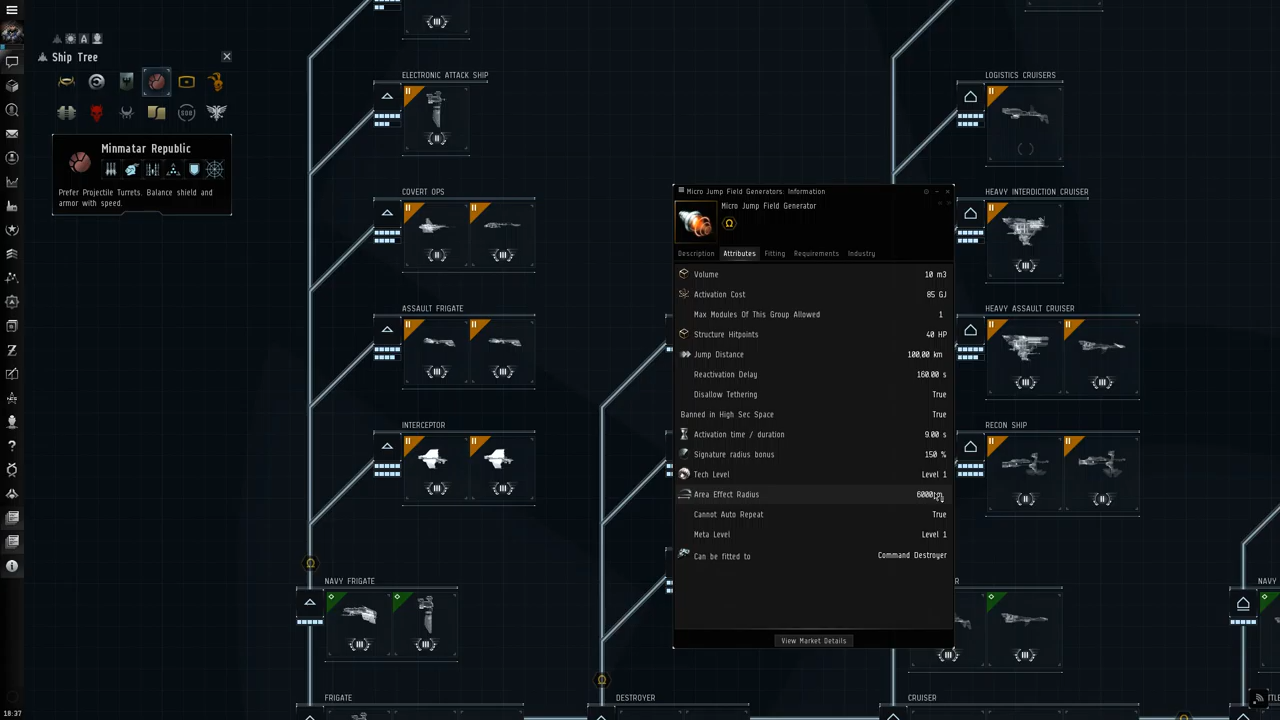 ELECTRONIC ATTACK SHIP
LOGISTICS CRUISERS
Ship Tree
Minmatar Republic
Prefer Projectile Turrets. Balance shield and
armor with speed.
COVERT OPS
HEAVY INTERDICTION CRUISER
Micro Jump Field Generators: Information
Micro Jump Field Generator
Description Attributes Fitting Requirements Industry
Volume 10 m3
Activation Cost 85 GJ
Max Modules Of This Group Allowed 1
Structure Hitpoints 40 HP
Jump Distance 100.00 km
Reactivation Delay 160.00 s
Disallow Tethering True
Banned in High Sec Space True
Activation time / duration 9.00 s
Signature radius bonus 150 %
Tech Level Level 1
Area Effect Radius 6000 m
Cannot Auto Repeat True
Meta Level Level 1
Can be fitted to Command Destroyer
View Market Details
ASSAULT FRIGATE
HEAVY ASSAULT CRUISER
INTERCEPTOR
RECON SHIP
NAVY FRIGATE
NAVY
FRIGATE
DESTROYER
CRUISER
18:37